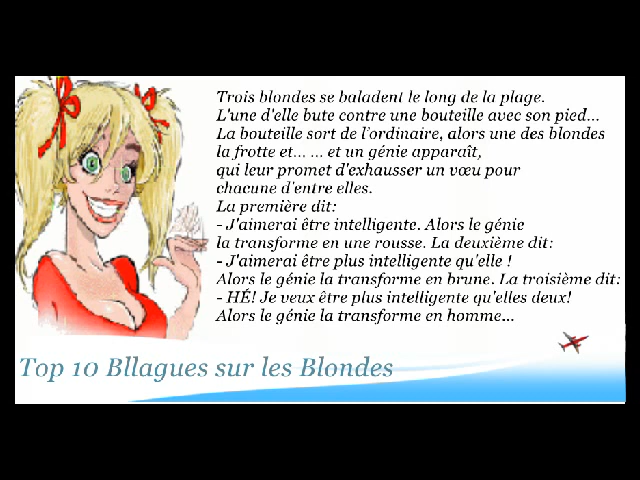 Trois blondes se baladent le long de la plage.
L'une d'elle bute contre une bouteille avec son pied...
La bouteille sort de l'ordinaire, alors une des blondes
la frotte et... ... et un génie apparaît,
qui leur promet d'exhausser un vœu pour
chacune d'entre elles.
La première dit:
- J'aimerai être intelligente. Alors le génie
la transforme en une rousse. La deuxième dit:
- J'aimerai être plus intelligente qu'elle !
Alors le génie la transforme en brune. La troisième dit:
- HÉ! Je veux être plus intelligente qu'elles deux!
Alors le génie la transforme en homme...
Top 10 Bllagues sur les Blondes